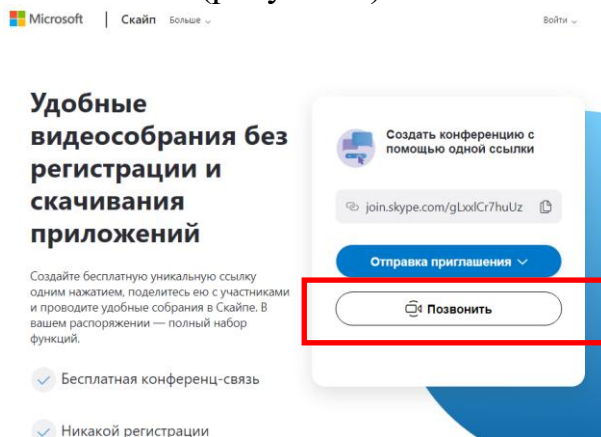 Microsoft | Скайп Больше Войти
Удобные
видеособрания без
регистрации и
скачивания
приложений
Создайте бесплатную уникальную ссылку
одним нажатием, поделитесь ею с участниками
и проводите удобные собрания в Скайпе. В
вашем распоряжении — полный набор
функций.
Бесплатная конференц-связь
Никакой регистрации
Создать конференцию с
помощью одной ссылки
join.skype.com/gLxxlCr7huUz
Отправка приглашения
Позвонить